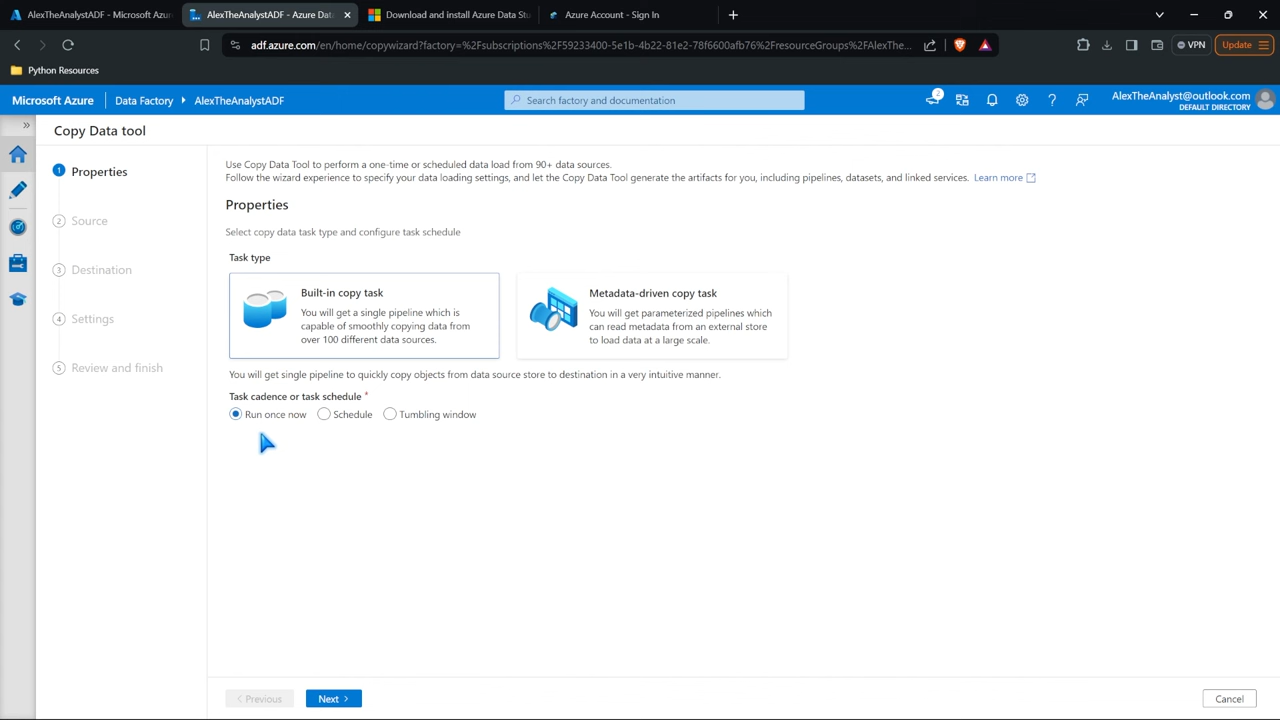 AlexTheAnalystADF - Microsoft Azu
AlexTheAnalystADF - Azure Data
Download and install Azure Data Stu
Azure Account - Sign In
adf.azure.com/en/home/copywizard?factory=%2Fsubscriptions%2F59233400-5e1b-4b22-81e2-78f6600afb76%2FresourceGroups%2FAlexThe...
VPN
Update
Python Resources
Microsoft Azure
Data Factory
AlexTheAnalystADF
Search factory and documentation
2
AlexTheAnalyst@outlook.com
DEFAULT DIRECTORY
Copy Data tool
1 Properties
2 Source
3 Destination
4 Settings
5 Review and finish
Use Copy Data Tool to perform a one-time or scheduled data load from 90+ data sources.
Follow the wizard experience to specify your data loading settings, and let the Copy Data Tool generate the artifacts for you, including pipelines, datasets, and linked services. Learn more
Properties
Select copy data task type and configure task schedule
Task type
Built-in copy task
You will get a single pipeline which is
capable of smoothly copying data from
over 100 different data sources.
Metadata-driven copy task
You will get parameterized pipelines which
can read metadata from an external store
to load data at a large scale.
You will get single pipeline to quickly copy objects from data source store to destination in a very intuitive manner.
Task cadence or task schedule *
Run once now
Schedule
Tumbling window
< Previous
Next >
Cancel